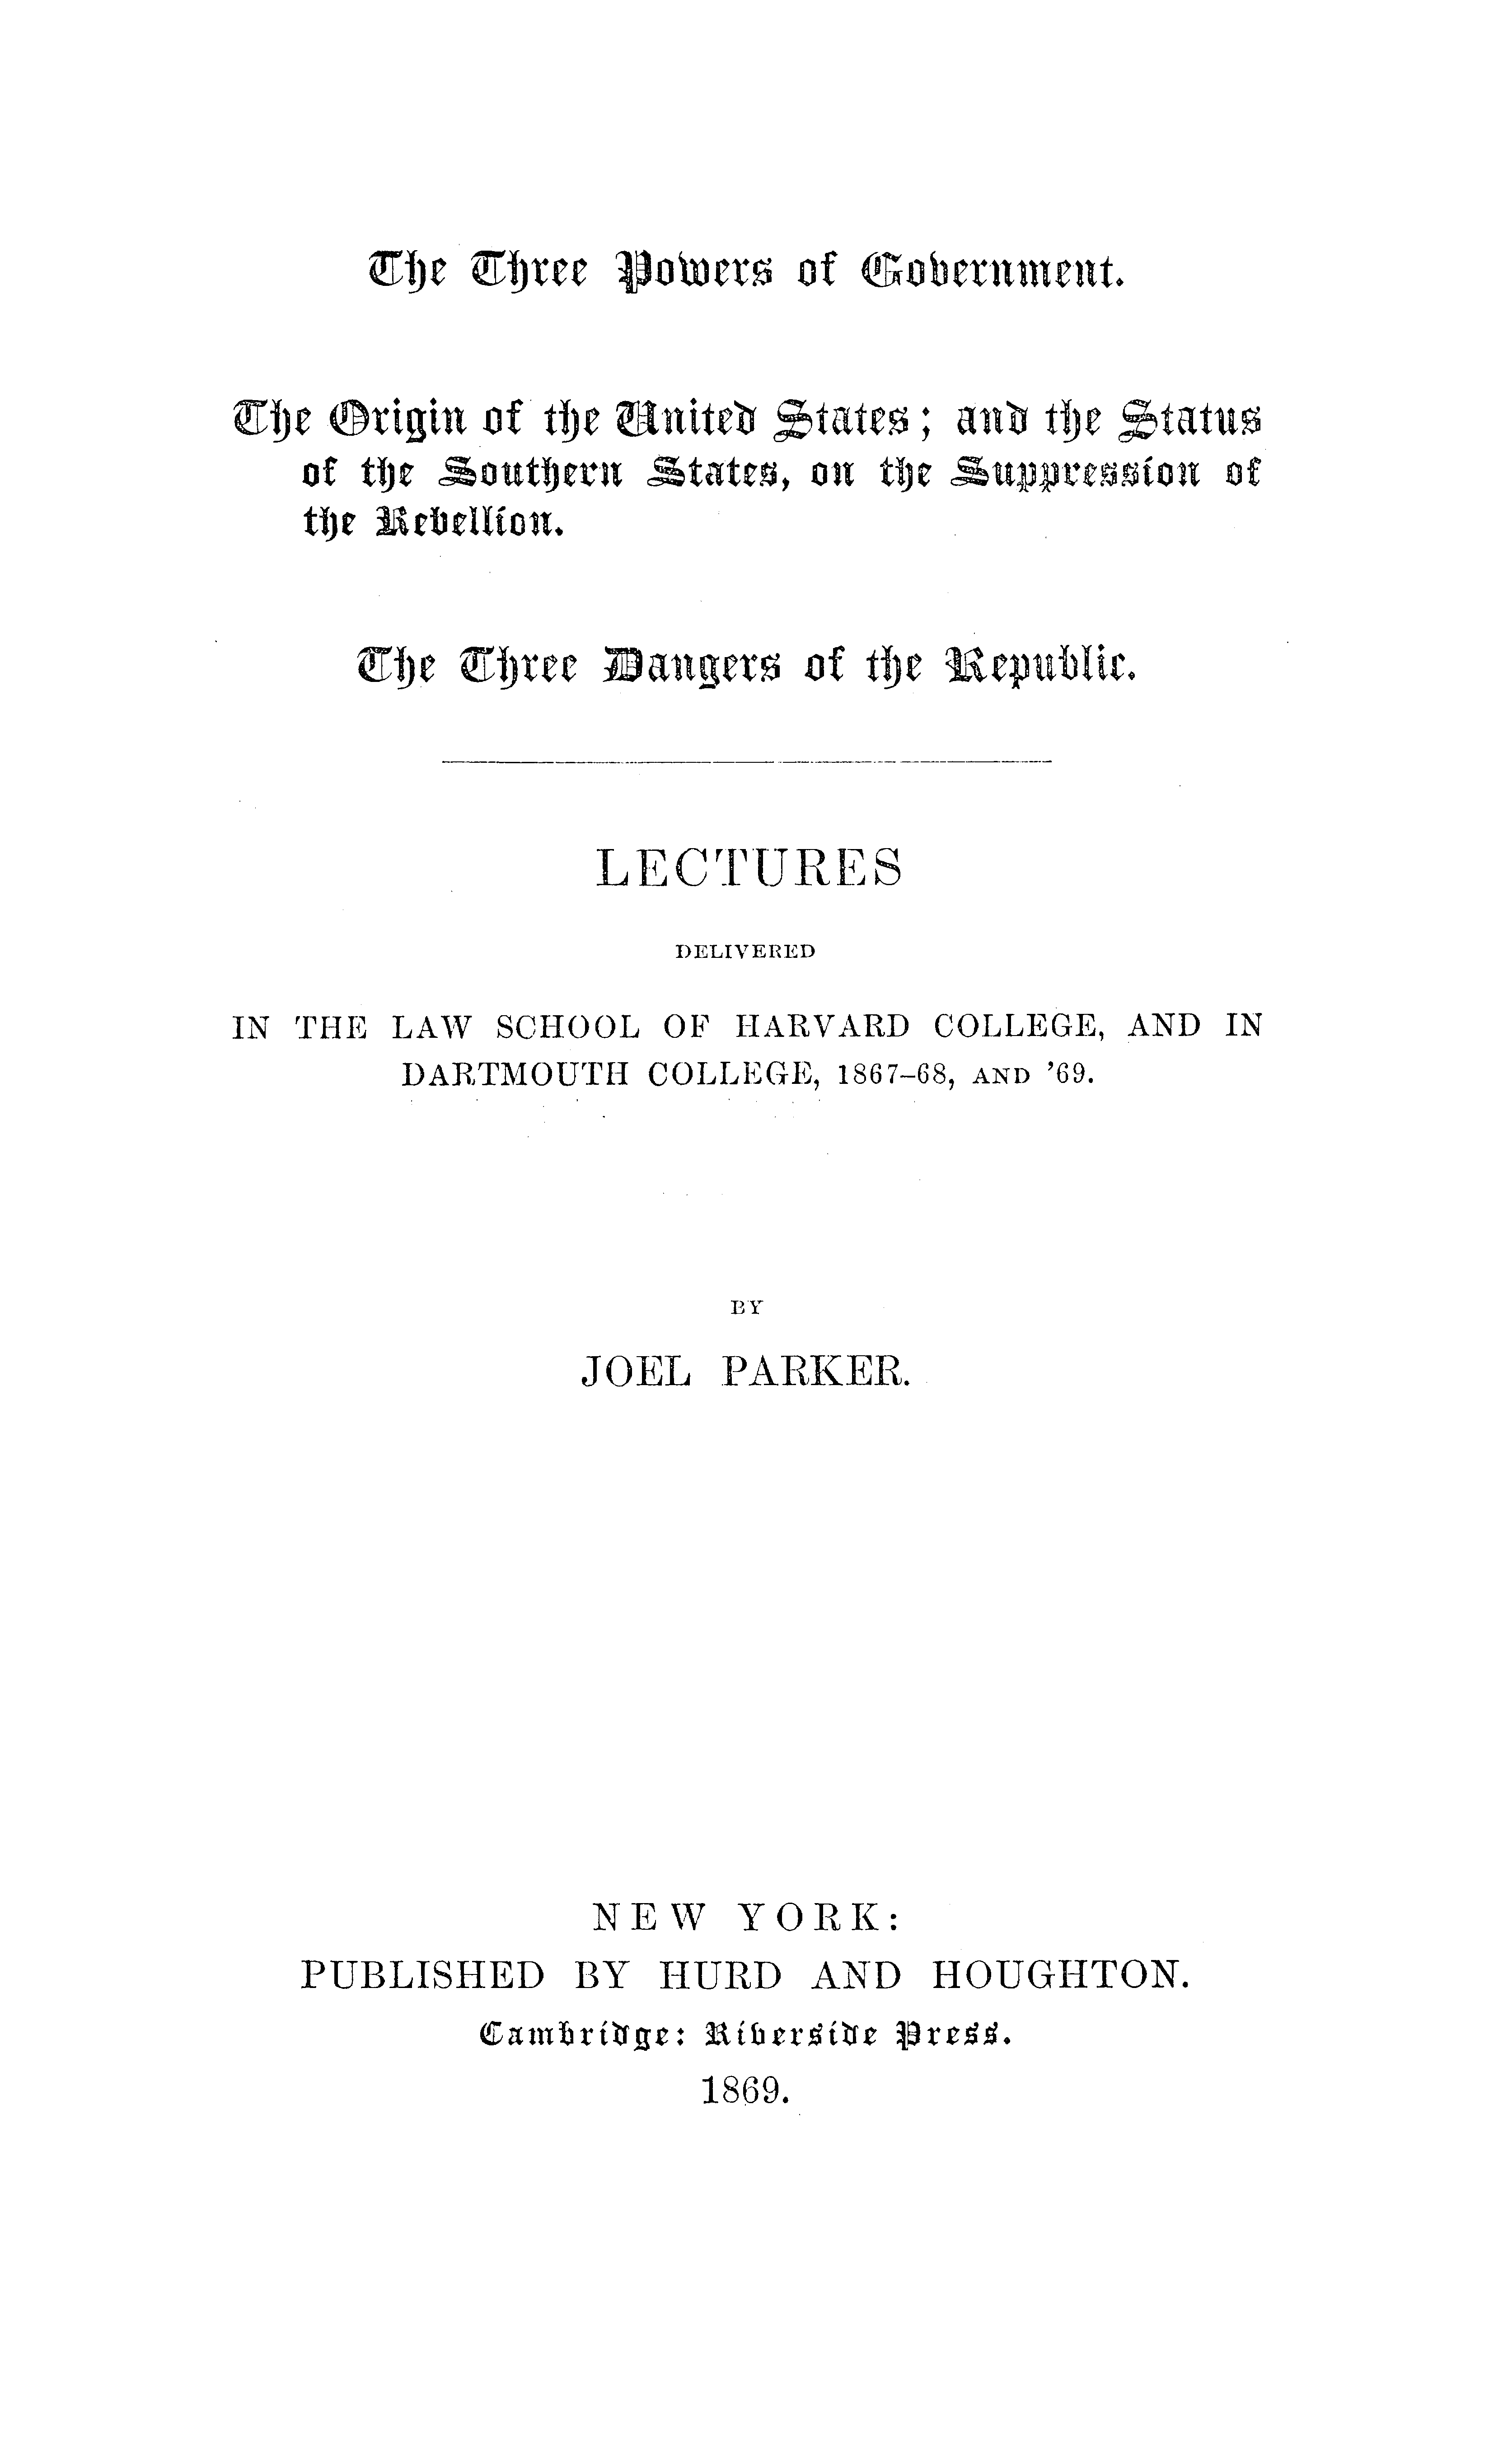 The Three Powers of Government.
The Origin of the United States; and the Status
of the Southern States, on the Suppression of
the Rebellion.
The Three Dangers of the Republic.
LECTURES
DELIVERED
IN THE LAW SCHOOL OF HARVARD COLLEGE, AND IN
DARTMOUTH COLLEGE, 1867–68, AND ’69.
BY
JOEL PARKER.
NEW YORK:
PUBLISHED BY HURD AND HOUGHTON.
Cambridge: Riverside Press.
1869.